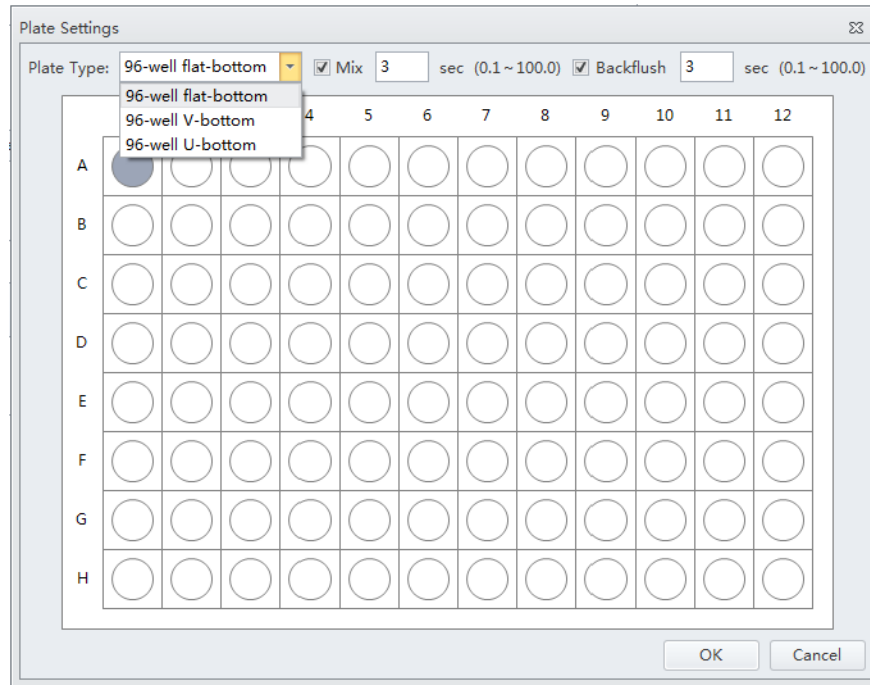 Plate Settings
Plate Type: 96-well flat-bottom Mix 3 sec (0.1~100.0) Backflush 3 sec (0.1~100.0)
96-well flat-bottom
96-well V-bottom
96-well U-bottom
4 5 6 7 8 9 10 11 12
A
B
C
D
E
F
G
H
OK Cancel